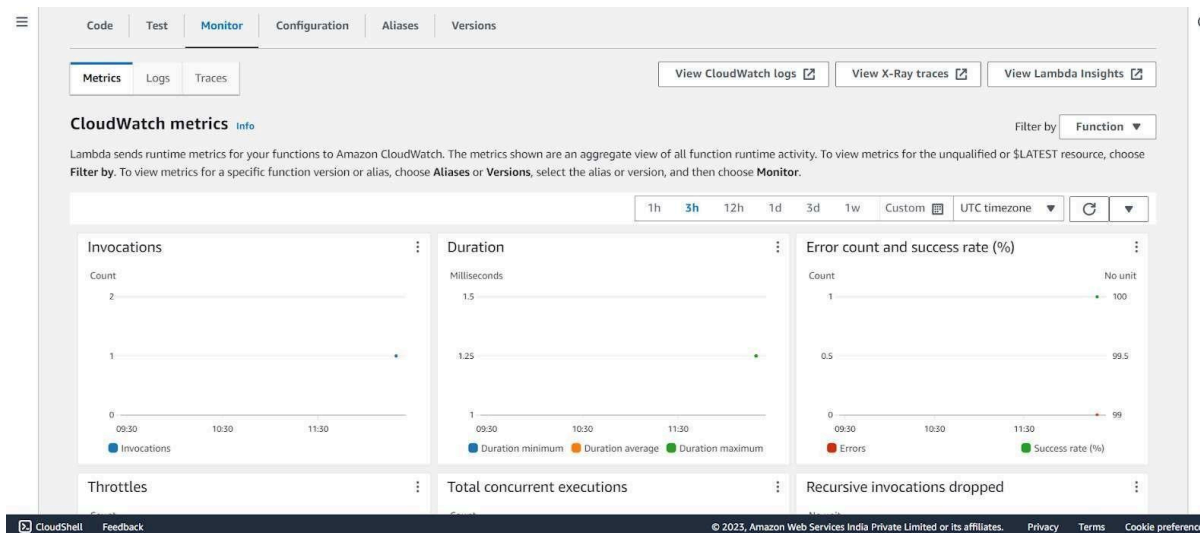 Code Test Monitor Configuration Aliases Versions
Metrics Logs Traces View CloudWatch logs View X-Ray traces View Lambda Insights
CloudWatch metrics Info Filter by Function
Lambda sends runtime metrics for your functions to Amazon CloudWatch. The metrics shown are an aggregate view of all function runtime activity. To view metrics for the unqualified or $LATEST resource, choose
Filter by. To view metrics for a specific function version or alias, choose Aliases or Versions, select the alias or version, and then choose Monitor.
1h 3h 12h 1d 3d 1w Custom UTC timezone
Invocations
Count
2
1
0
09:30 10:30 11:30
Invocations
Duration
Milliseconds
1.5
1.25
1
09:30 10:30 11:30
Duration minimum Duration average Duration maximum
Error count and success rate (%)
Count No unit
1 100
0.5 99.5
0 99
09:30 10:30 11:30
Errors Success rate (%)
Throttles
Total concurrent executions
Recursive invocations dropped
CloudShell Feedback © 2023, Amazon Web Services India Private Limited or its affiliates. Privacy Terms Cookie preference